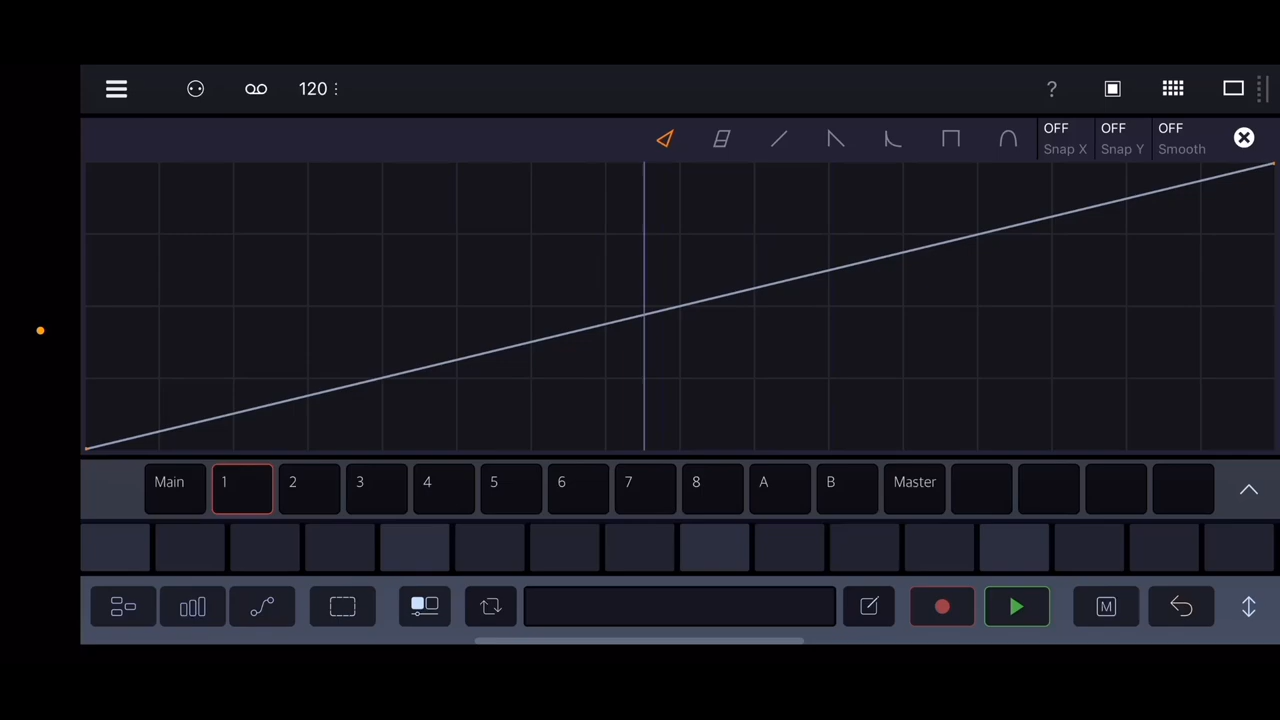 120
?
OFF OFF OFF
Snap X Snap Y Smooth
Main 1 2 3 4 5 6 7 8 A B Master
M